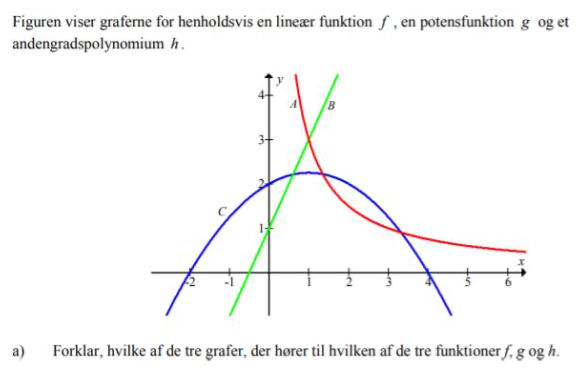 Figuren viser graferne for henholdsvis en lineær funktion f , en potensfunktion g og et
andengradspolynomium h.
y
4
A
B
3
2
C
1
x
-2 -1 1 2 3 4 5 6
a) Forklar, hvilke af de tre grafer, der hører til hvilken af de tre funktioner f, g og h.